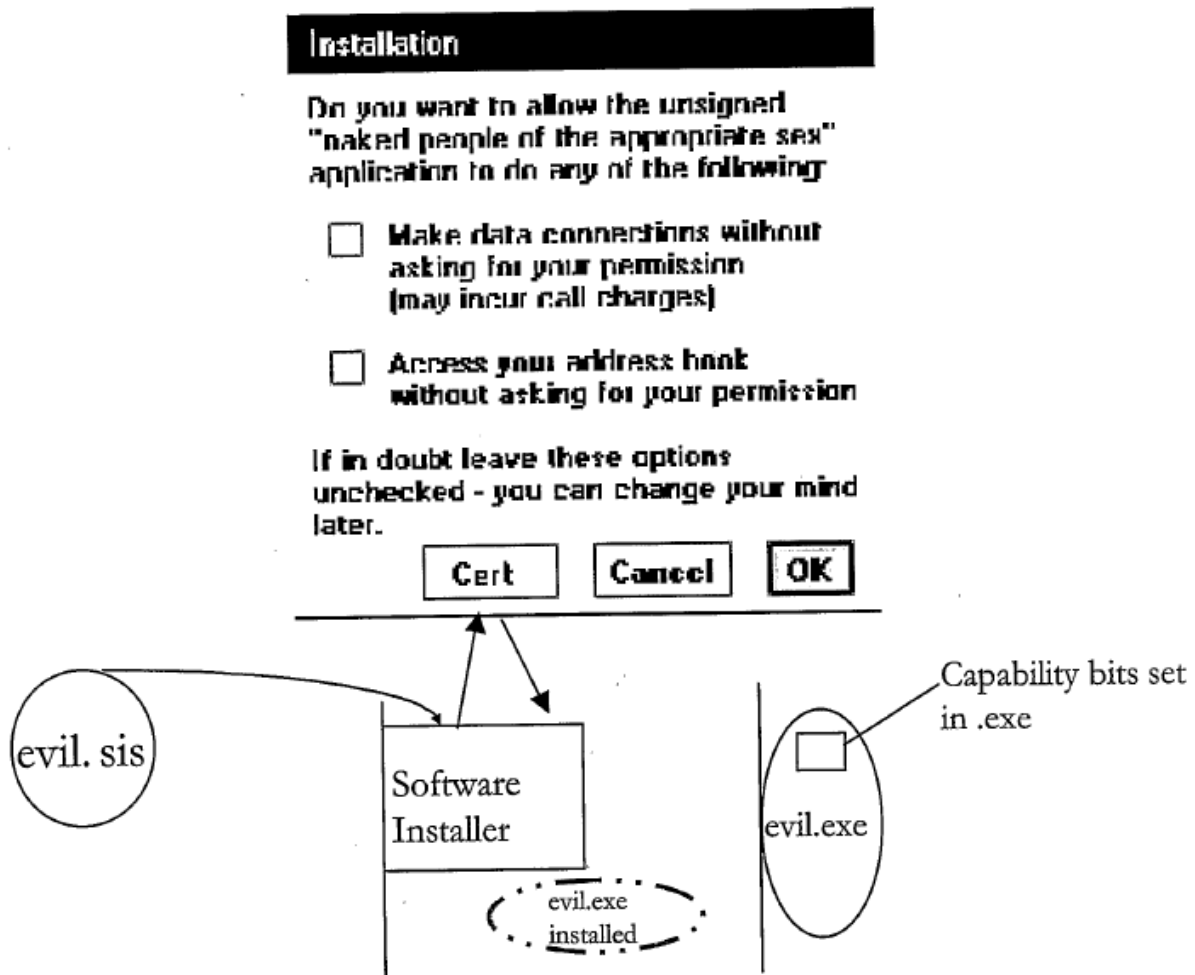 Installation
Do you want to allow the unsigned
"naked people of the appropriate sex"
application to do any of the following
Make data connections without
asking for your permission
(may incur call charges)
Access your address book
without asking for your permission
If in doubt leave these options
unchecked - you can change your mind
later.
Cert
Cancel
OK
evil. sis
Software
Installer
evil.exe
installed
Capability bits set
in .exe
evil.exe